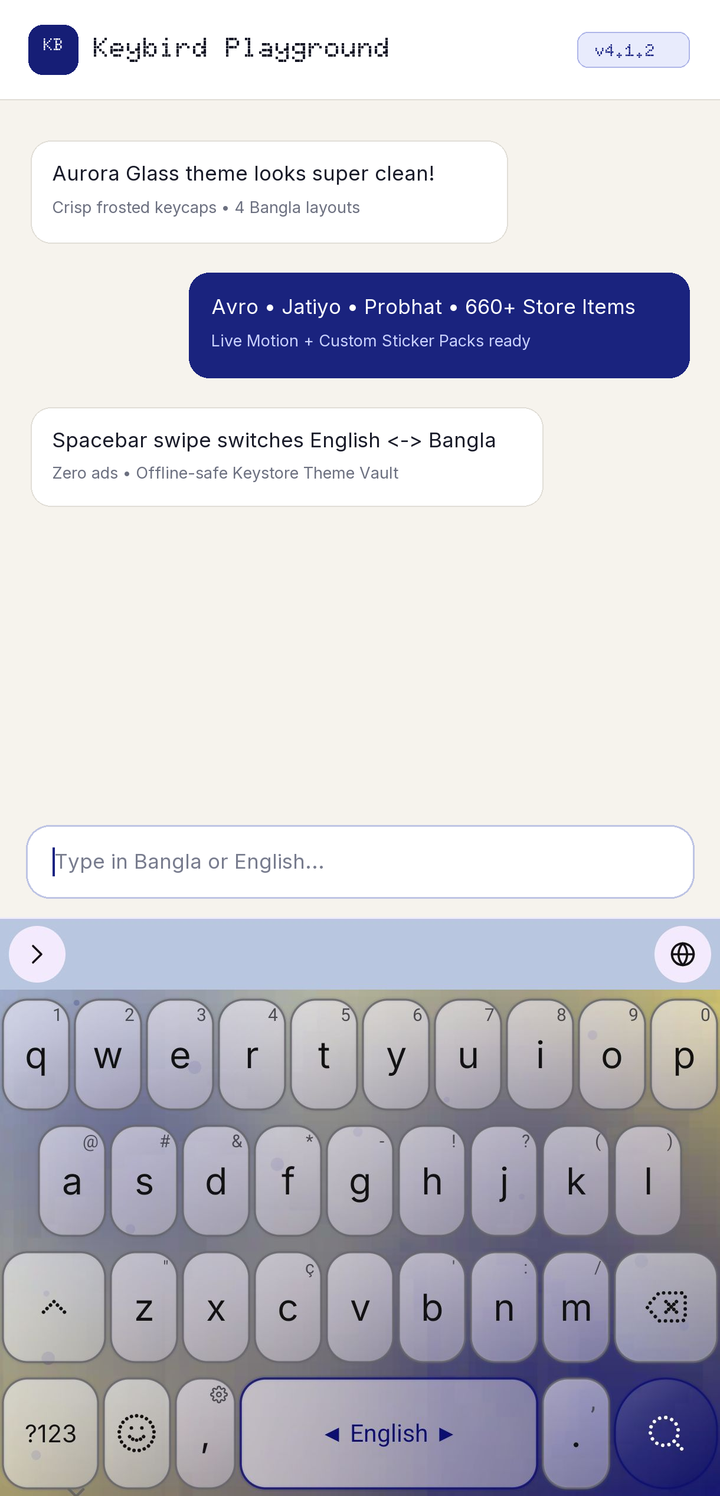 KB Keybird Playground v4.1.2
Aurora Glass theme looks super clean!
Crisp frosted keycaps • 4 Bangla layouts
Avro • Jatiyo • Probhat • 660+ Store Items
Live Motion + Custom Sticker Packs ready
Spacebar swipe switches English <-> Bangla
Zero ads • Offline-safe Keystore Theme Vault
Type in Bangla or English...
1 2 3 4 5 6 7 8 9 0
q w e r t y u i o p
@ # & * - ! ? ( )
a s d f g h j k l
" ç ' : /
z x c v b n m
?123 , ◄ English ► . ,